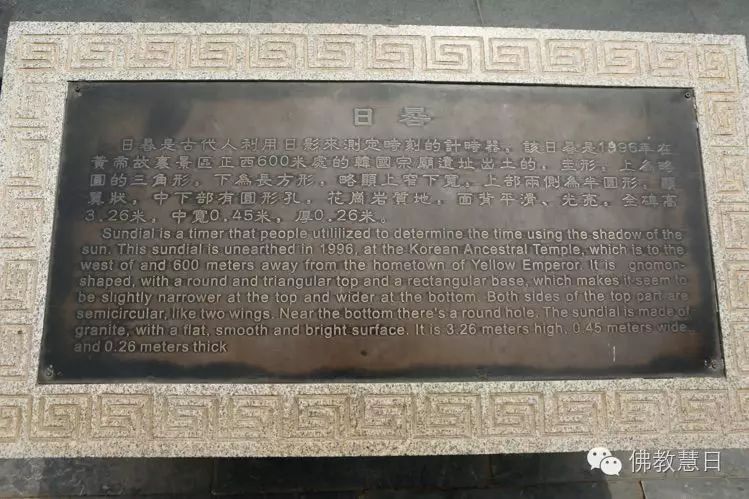 日晷
日晷是古代人利用日影來測定時刻的計時器，該日晷是1996年在
黃帝故裏景區正西600米處的韓國宗廟遺址出土的，圭形，上為略
圓的三角形，下為長方形，略顯上窄下寬，上部兩側為半圓形，顯
翼狀，中下部有圓形孔，花崗岩質地，面背平滑、光亮，全碑高
3.26米，中寬0.45米，厚0.26米。
Sundial is a timer that people utililized to determine the time using the shadow of the
sun. This sundial is unearthed in 1996, at the Korean Ancestral Temple, which is to the
west of and 600 meters away from the hometown of Yellow Emperor. It is gnomon-
shaped, with a round and triangular top and a rectangular base, which makes it seem to
be slightly narrower at the top and wider at the bottom. Both sides of the top part are
semicircular, like two wings. Near the bottom there's a round hole. The sundial is made of
granite, with a flat, smooth and bright surface. It is 3.26 meters high, 0.45 meters wide
and 0.26 meters thick
佛教慧日